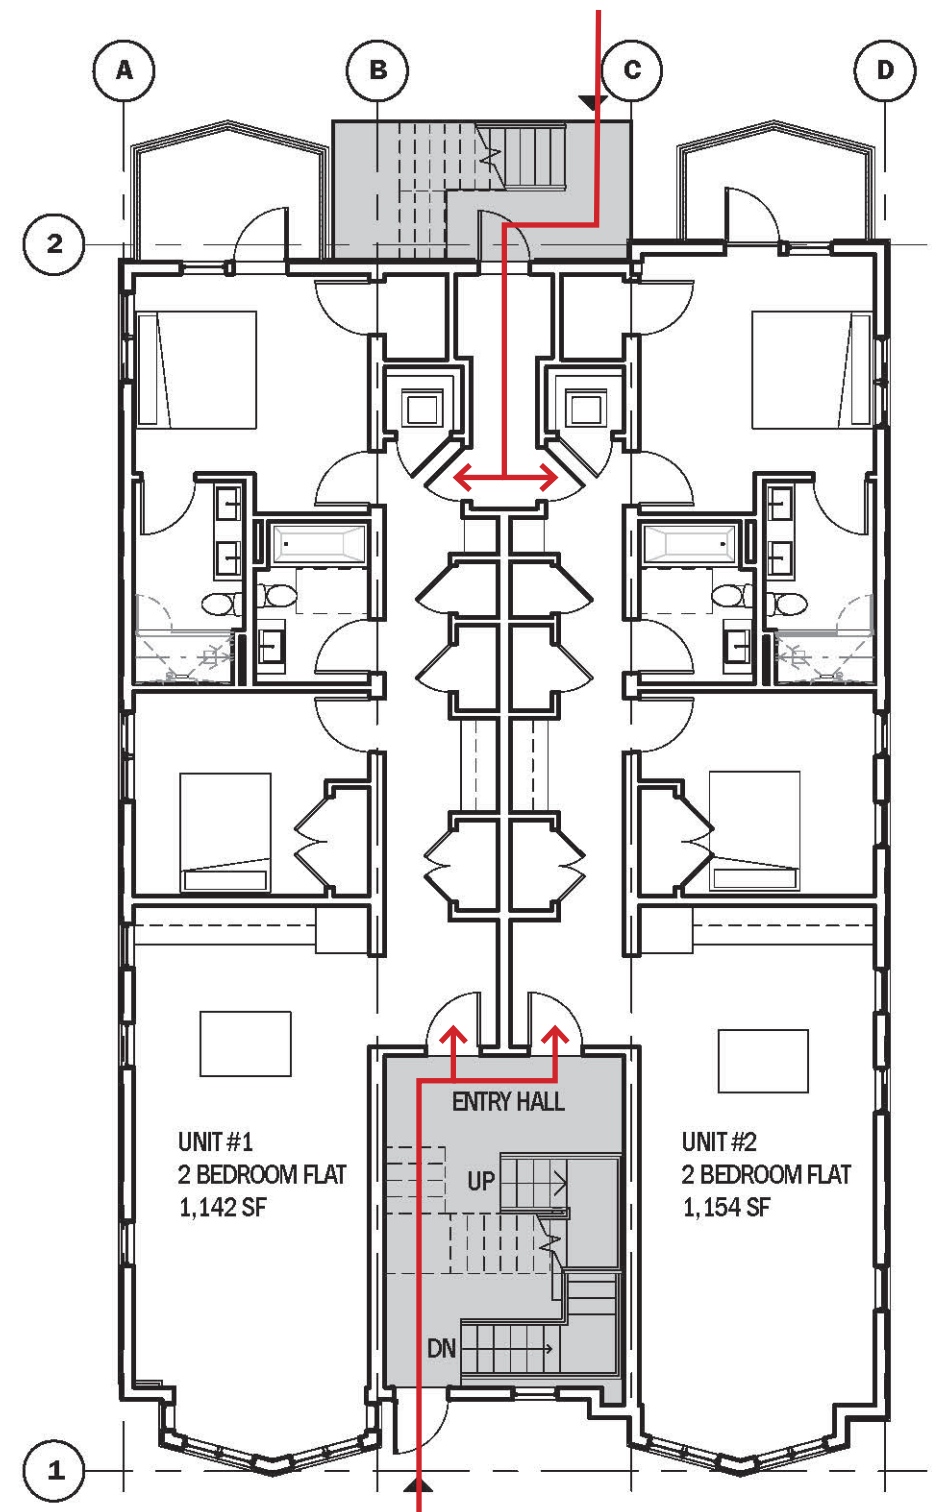 A
B
C
D
2
ENTRY HALL
UNIT #1
2 BEDROOM FLAT
1,142 SF
UNIT #2
2 BEDROOM FLAT
1,154 SF
UP
DN
1